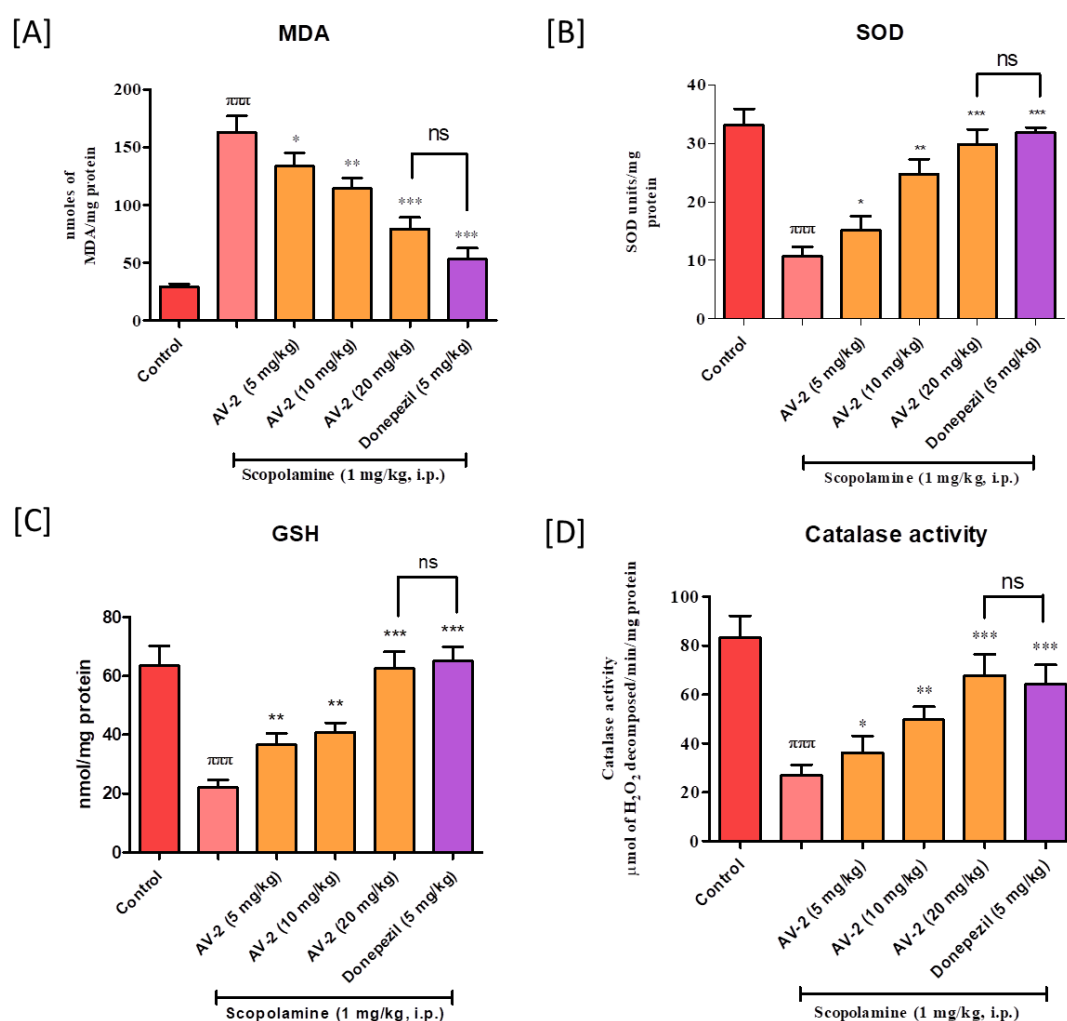 [A]
MDA
nmoles of
MDA/mg protein
200
150
100
50
0
πππ
*
**
***
***
ns
Control
AV-2 (5 mg/kg)
AV-2 (10 mg/kg)
AV-2 (20 mg/kg)
Donepezil (5 mg/kg)
Scopolamine (1 mg/kg, i.p.)
[B]
SOD
SOD units/mg
protein
40
30
20
10
0
πππ
*
**
***
***
ns
Control
AV-2 (5 mg/kg)
AV-2 (10 mg/kg)
AV-2 (20 mg/kg)
Donepezil (5 mg/kg)
Scopolamine (1 mg/kg, i.p.)
[C]
GSH
nmol/mg protein
80
60
40
20
0
πππ
**
**
***
***
ns
Control
AV-2 (5 mg/kg)
AV-2 (10 mg/kg)
AV-2 (20 mg/kg)
Donepezil (5 mg/kg)
Scopolamine (1 mg/kg, i.p.)
[D]
Catalase activity
Catalase activity
μmol of H₂O₂ decomposed/min/mg protein
100
80
60
40
20
0
πππ
*
**
***
***
ns
Control
AV-2 (5 mg/kg)
AV-2 (10 mg/kg)
AV-2 (20 mg/kg)
Donepezil (5 mg/kg)
Scopolamine (1 mg/kg, i.p.)